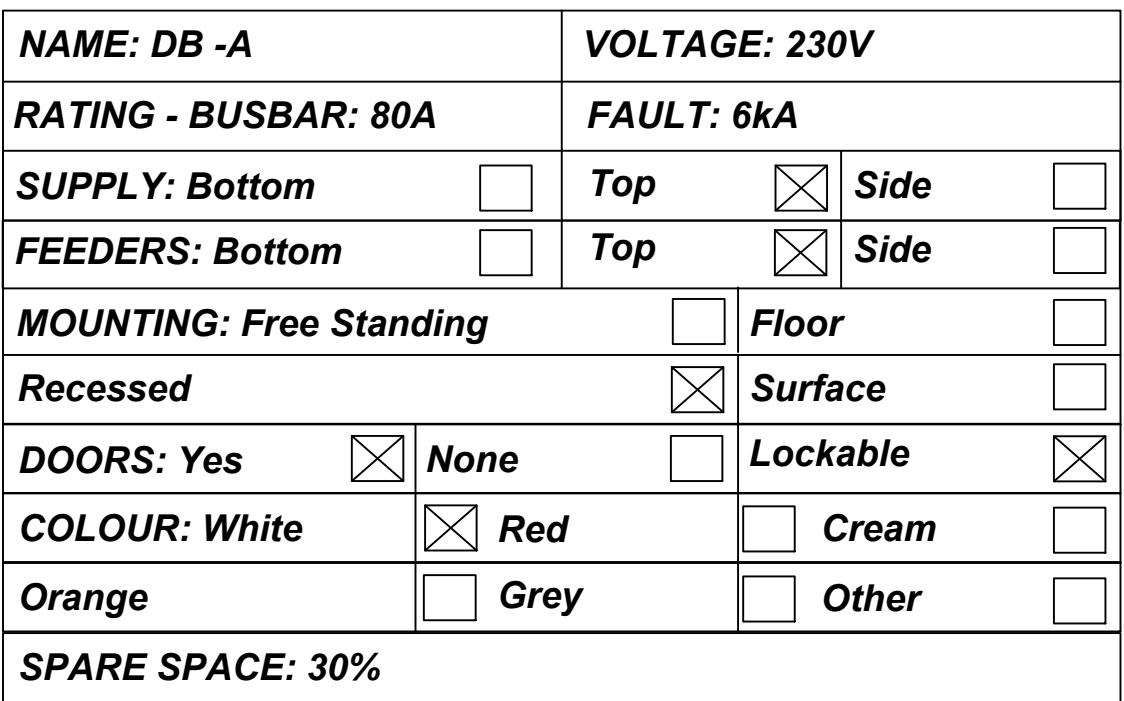 NAME: DB -A VOLTAGE: 230V
RATING - BUSBAR: 80A FAULT: 6kA
SUPPLY: Bottom Top Side
FEEDERS: Bottom Top Side
MOUNTING: Free Standing Floor
Recessed Surface
DOORS: Yes None Lockable
COLOUR: White Red Cream
Orange Grey Other
SPARE SPACE: 30%